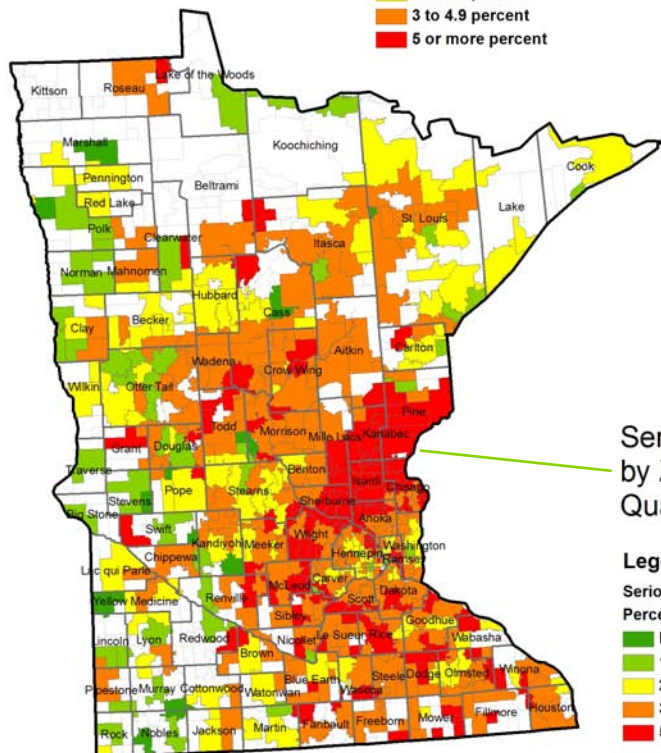 3 to 4.9 percent
5 or more percent
Kittson
Roseau
Lake of the Woods
Marshall
Koochiching
Pennington
Beltrami
Cook
Red Lake
Lake
Polk
Clearwater
St. Louis
Itasca
Norman
Mahnomen
Hubbard
Cass
Clay
Becker
Wadena
Aitkin
Carlton
Crow Wing
Wilkin
Otter Tail
Pine
Todd
Morrison
Mille Lacs
Kanabec
Grant
Douglas
Benton
Traverse
Stevens
Pope
Stearns
Isanti
Chisago
Big Stone
Sherburne
Swift
Anoka
Kandiyohi
Meeker
Wright
Hennepin
Washington
Ramsey
Chippewa
Lac qui Parle
McLeod
Carver
Yellow Medicine
Renville
Scott
Dakota
Sibley
Goodhue
Lincoln
Lyon
Redwood
Nicollet
Le Sueur
Rice
Wabasha
Brown
Pipestone
Murray
Cottonwood
Watonwan
Blue Earth
Waseca
Steele
Dodge
Olmsted
Winona
Rock
Nobles
Jackson
Martin
Faribault
Freeborn
Mower
Fillmore
Houston
by